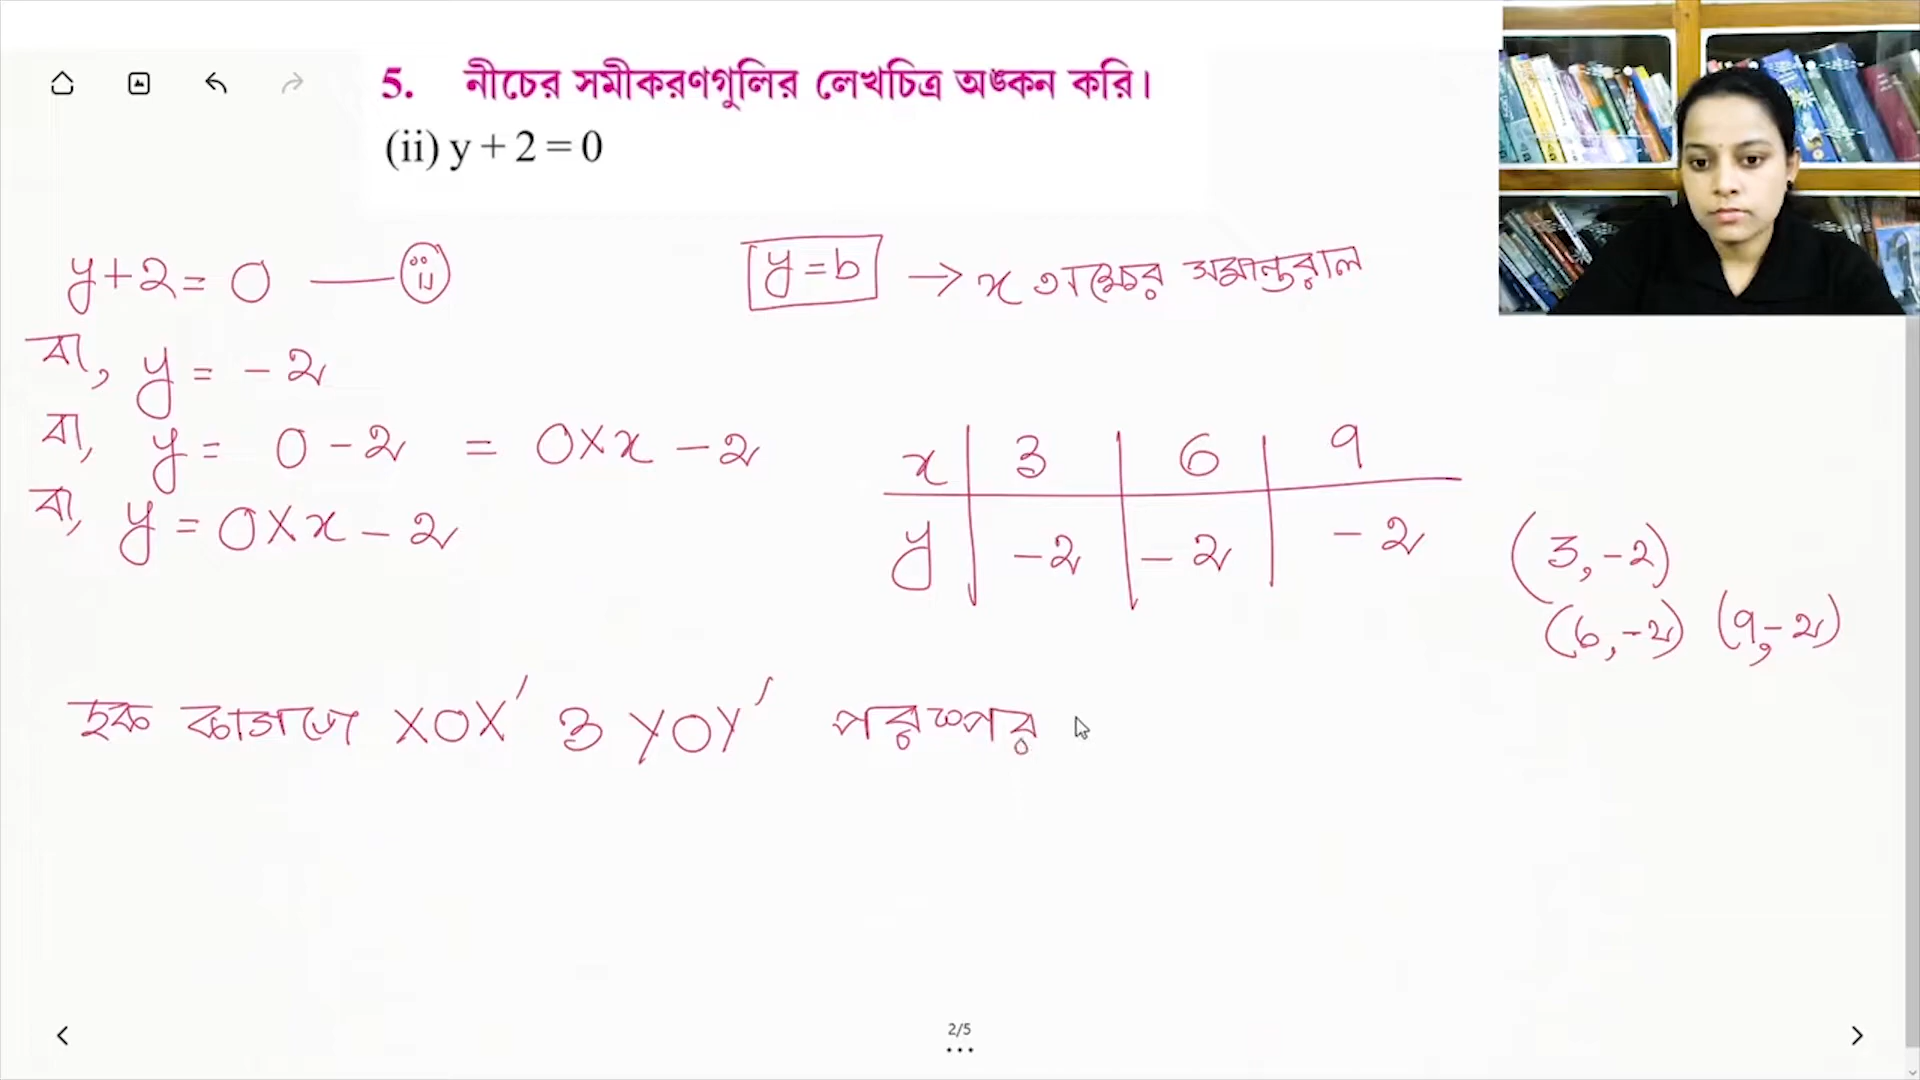 5. নীচের সমীকরণগুলির লেখচিত্র অঙ্কন করি।
(ii) y + 2 = 0
y+2= 0 —— (ii)
y = b → x অক্ষের সমান্তরাল
বা, y = - 2
বা, y = 0 - 2 = 0×x - 2
বা, y = 0×x - 2
x 3 6 9
y -2 -2 -2
(3,-2)
(6,-2) (9,-2)
ছক কাগজে XOX′ ও YOY′ পরস্পর
2/5